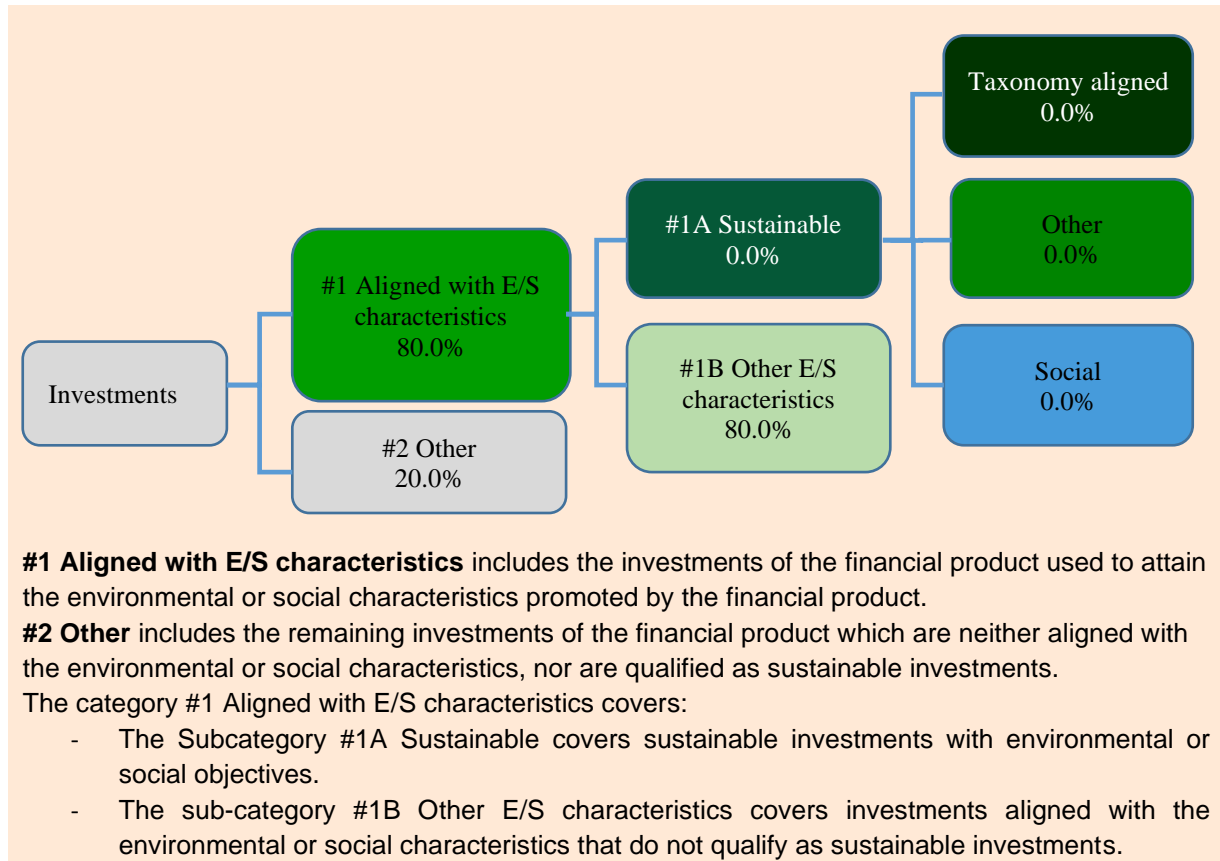 Investments
#1 Aligned with E/S
characteristics
80.0%
#2 Other
20.0%
#1A Sustainable
0.0%
#1B Other E/S
characteristics
80.0%
Taxonomy aligned
0.0%
Other
0.0%
Social
0.0%
#1 Aligned with E/S characteristics includes the investments of the financial product used to attain
the environmental or social characteristics promoted by the financial product.
#2 Other includes the remaining investments of the financial product which are neither aligned with
the environmental or social characteristics, nor are qualified as sustainable investments.
The category #1 Aligned with E/S characteristics covers:
- The Subcategory #1A Sustainable covers sustainable investments with environmental or
social objectives.
- The sub-category #1B Other E/S characteristics covers investments aligned with the
environmental or social characteristics that do not qualify as sustainable investments.